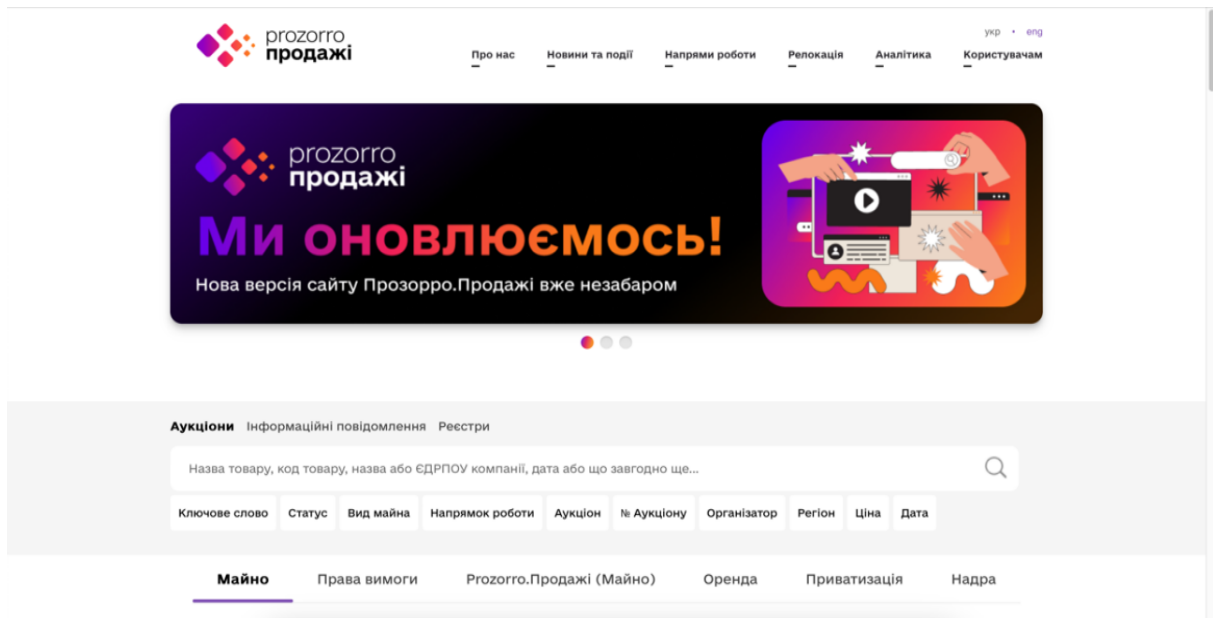 prozorro
продажі
укр • eng
Про нас Новини та події Напрями роботи Релокація Аналітика Користувачам
prozorro
продажі
Ми оновлюємось!
Нова версія сайту Прозорро.Продажі вже незабаром
Аукціони Інформаційні повідомлення Реєстри
Назва товару, код товару, назва або ЄДРПОУ компанії, дата або що завгодно ще...
Ключове слово Статус Вид майна Напрямок роботи Аукціон № Аукціону Організатор Регіон Ціна Дата
Майно Права вимоги Prozorro.Продажі (Майно) Оренда Приватизація Надра